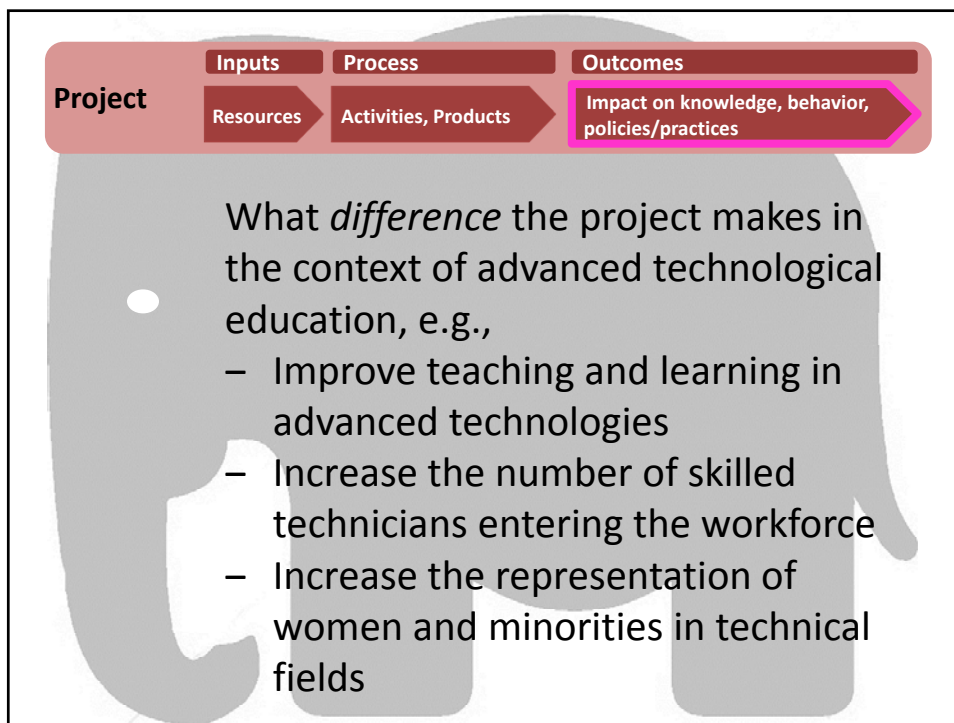 Inputs Process Outcomes
Project
Resources Activities, Products Impact on knowledge, behavior,
policies/practices
What difference the project makes in
the context of advanced technological
education, e.g.,
– Improve teaching and learning in
advanced technologies
– Increase the number of skilled
technicians entering the workforce
– Increase the representation of
women and minorities in technical
fields